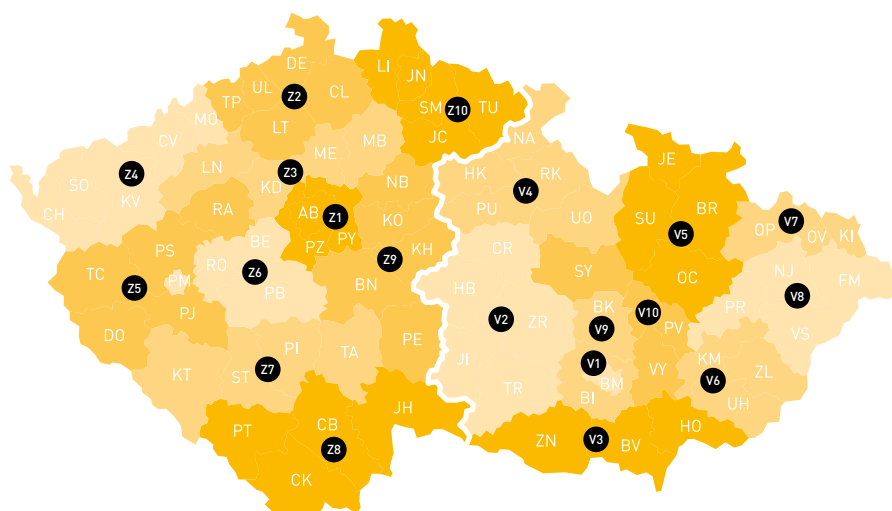 DE
LI
JN
UL
Z2
CL
TP
SM
Z10
TU
MO
LT
JC
NA
CV
ME
MB
LN
Z3
HK
RK
JE
Z4
KD
NB
V4
SO
KV
PU
CH
RA
AB
Z1
KO
UO
SU
BR
V7
PS
BE
PZ
PY
KH
CR
V5
OP
OV
KI
RO
Z6
Z9
TC
Z5
PM
PB
BN
HB
SY
OC
NJ
FM
V8
PJ
V2
ZR
BK
V10
PR
DO
V9
PV
VS
PI
TA
PE
JI
V1
KM
KT
ST
Z7
TR
BM
VY
V6
ZL
BI
UH
JH
PT
CB
HO
Z8
ZN
V3
BV
CK